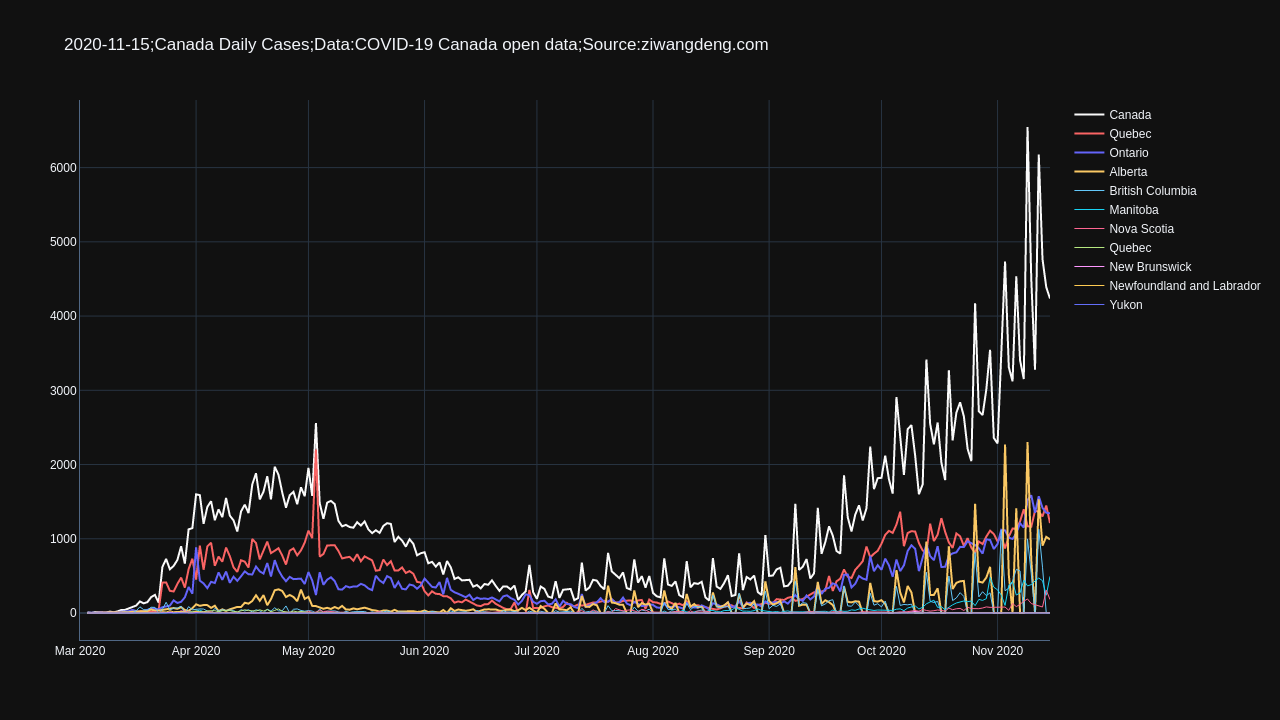 2020-11-15;Canada Daily Cases;Data:COVID-19 Canada open data;Source:ziwangdeng.com
Canada
Quebec
Ontario
Alberta
British Columbia
Manitoba
Nova Scotia
Quebec
New Brunswick
Newfoundland and Labrador
Yukon
6000
5000
4000
3000
2000
1000
0
Mar 2020 Apr 2020 May 2020 Jun 2020 Jul 2020 Aug 2020 Sep 2020 Oct 2020 Nov 2020